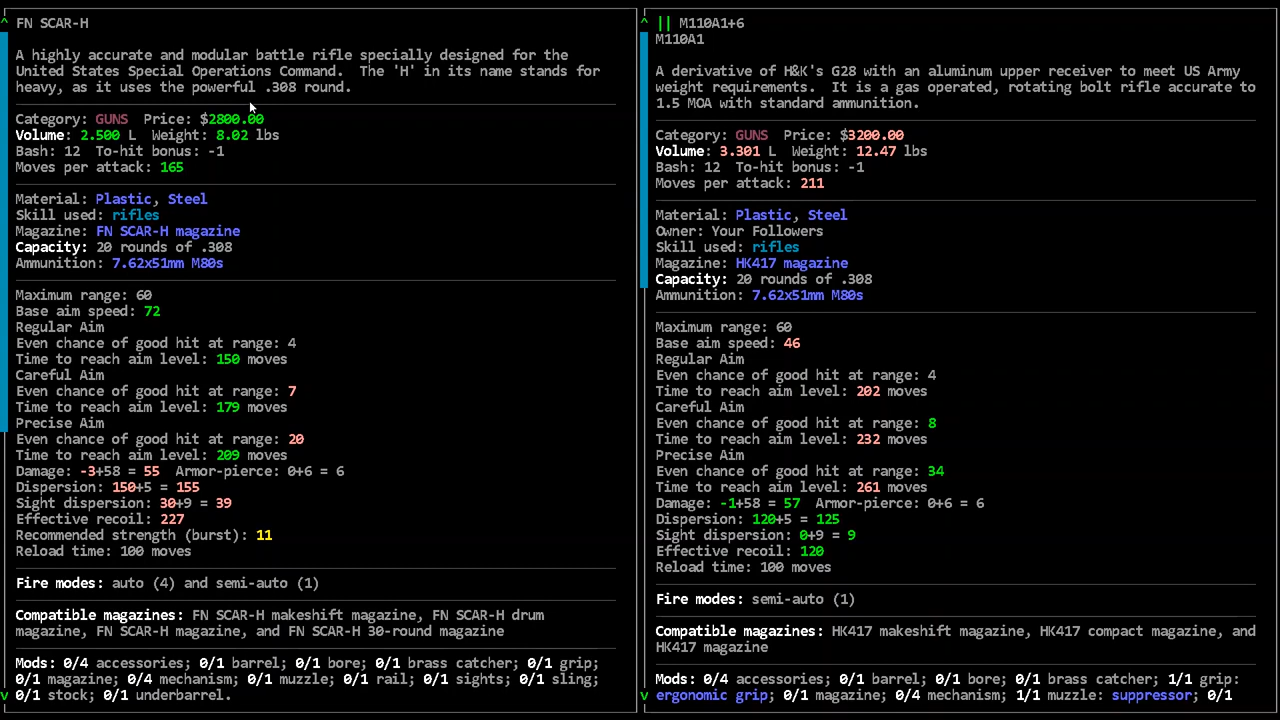 FN SCAR-H
A highly accurate and modular battle rifle specially designed for the
United States Special Operations Command.  The 'H' in its name stands for
heavy, as it uses the powerful .308 round.
Category: GUNS  Price: $2800.00
Volume: 2.500 L  Weight: 8.02 lbs
Bash: 12  To-hit bonus: -1
Moves per attack: 165
Material: Plastic, Steel
Skill used: rifles
Magazine: FN SCAR-H magazine
Capacity: 20 rounds of .308
Ammunition: 7.62x51mm M80s
Maximum range: 60
Base aim speed: 72
Regular Aim
Even chance of good hit at range: 4
Time to reach aim level: 150 moves
Careful Aim
Even chance of good hit at range: 7
Time to reach aim level: 179 moves
Precise Aim
Even chance of good hit at range: 20
Time to reach aim level: 209 moves
Damage: -3+58 = 55  Armor-pierce: 0+6 = 6
Dispersion: 150+5 = 155
Sight dispersion: 30+9 = 39
Effective recoil: 227
Recommended strength (burst): 11
Reload time: 100 moves
Fire modes: auto (4) and semi-auto (1)
Compatible magazines: FN SCAR-H makeshift magazine, FN SCAR-H drum
magazine, FN SCAR-H magazine, and FN SCAR-H 30-round magazine
Mods: 0/4 accessories; 0/1 barrel; 0/1 bore; 0/1 brass catcher; 0/1 grip;
0/1 magazine; 0/4 mechanism; 0/1 muzzle; 0/1 rail; 0/1 sights; 0/1 sling;
0/1 stock; 0/1 underbarrel.
|| M110A1+6
M110A1
A derivative of H&K's G28 with an aluminum upper receiver to meet US Army
weight requirements.  It is a gas operated, rotating bolt rifle accurate to
1.5 MOA with standard ammunition.
Category: GUNS  Price: $3200.00
Volume: 3.301 L  Weight: 12.47 lbs
Bash: 12  To-hit bonus: -1
Moves per attack: 211
Material: Plastic, Steel
Owner: Your Followers
Skill used: rifles
Magazine: HK417 magazine
Capacity: 20 rounds of .308
Ammunition: 7.62x51mm M80s
Maximum range: 60
Base aim speed: 46
Regular Aim
Even chance of good hit at range: 4
Time to reach aim level: 202 moves
Careful Aim
Even chance of good hit at range: 8
Time to reach aim level: 232 moves
Precise Aim
Even chance of good hit at range: 34
Time to reach aim level: 261 moves
Damage: -1+58 = 57  Armor-pierce: 0+6 = 6
Dispersion: 120+5 = 125
Sight dispersion: 0+9 = 9
Effective recoil: 120
Reload time: 100 moves
Fire modes: semi-auto (1)
Compatible magazines: HK417 makeshift magazine, HK417 compact magazine, and
HK417 magazine
Mods: 0/4 accessories; 0/1 barrel; 0/1 bore; 0/1 brass catcher; 1/1 grip:
ergonomic grip; 0/1 magazine; 0/4 mechanism; 1/1 muzzle: suppressor; 0/1